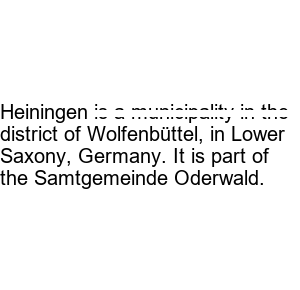 Heiningen is a municipality in the
district of Wolfenbüttel, in Lower
Saxony, Germany. It is part of
the Samtgemeinde Oderwald.